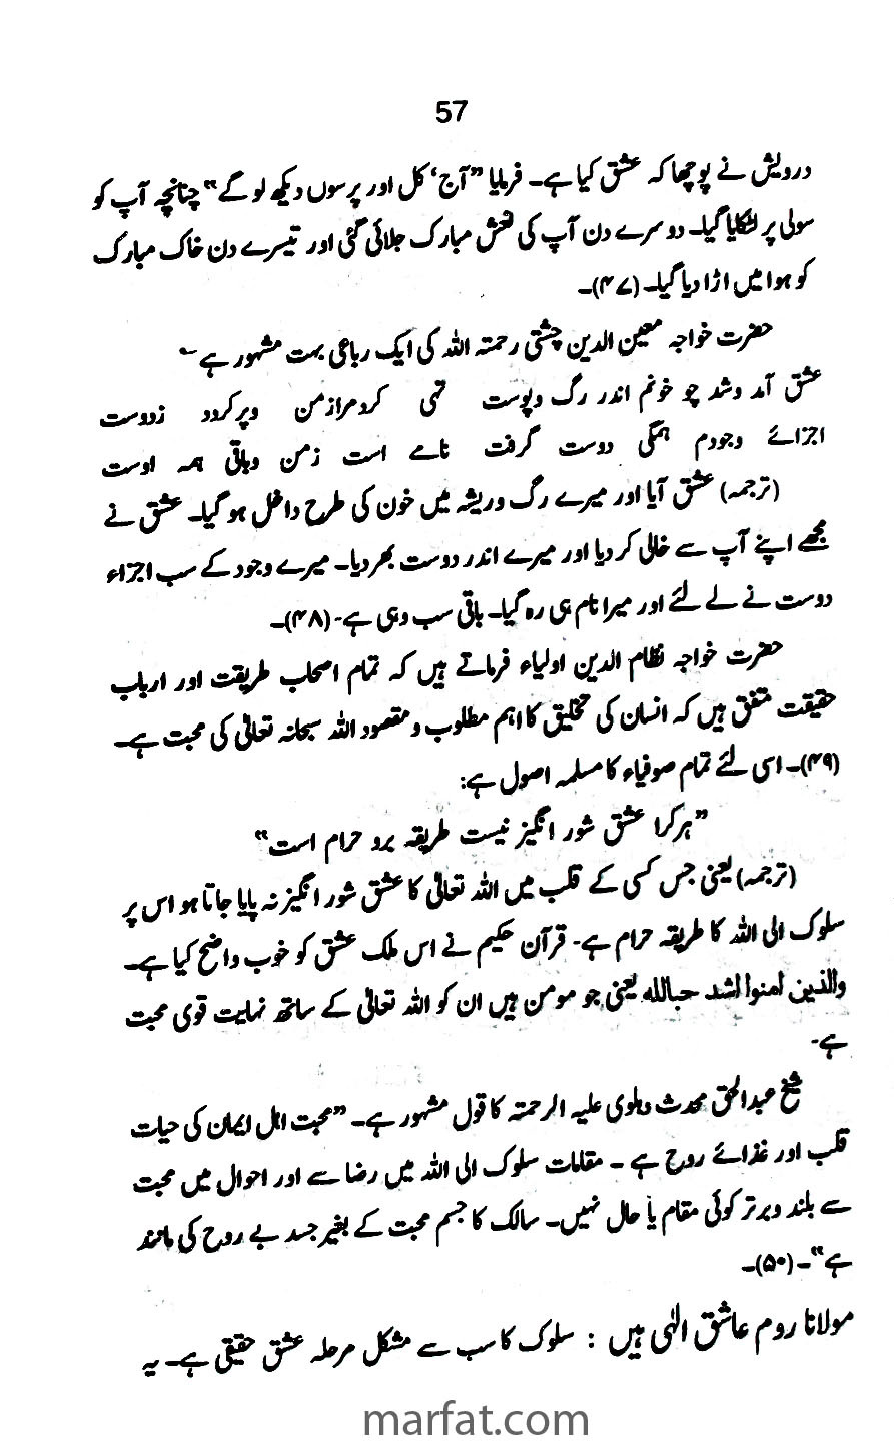 57
درویش نے پوچھا کہ عشق کیا ہے۔ فرمایا ”آج‘ کل اور پرسوں دیکھ لو گے“ چنانچہ آپ کو
سولی پر لٹکایا گیا۔ دوسرے دن آپ کی نعش مبارک جلائی گئی اور تیسرے دن خاک مبارک
کو ہوا میں اڑا دیا گیا۔ (۴۷)۔
حضرت خواجہ معین الدین چشتی رحمتہ اللہ کی ایک رباعی بہت مشہور ہے ؎
عشق آمد وشد چو خونم اندر رگ وپوست تہی کردمرازمن وپرکردد زدوست
اجزائے وجودم ہمگی دوست گرفت نامے است زمن وباقی ہمہ اوست
(ترجمہ) عشق آیا اور میرے رگ وریشہ میں خون کی طرح داخل ہو گیا۔ عشق نے
مجھے اپنے آپ سے خالی کر دیا اور میرے اندر دوست بھر دیا۔ میرے وجود کے سب اجزاء
دوست نے لے لئے اور میرا نام ہی رہ گیا۔ باقی سب وہی ہے۔ (۴۸)۔
حضرت خواجہ نظام الدین اولیاء فرماتے ہیں کہ تمام اصحاب طریقت اور ارباب
حقیقت متفق ہیں کہ انسان کی تخلیق کا اہم مطلوب و مقصود اللہ سبحانہ تعالیٰ کی محبت ہے۔
(۴۹)۔ اسی لئے تمام صوفیاء کا مسلمہ اصول ہے:
”ہرکرا عشق شور انگیز نیست طریقہ برو حرام است“
(ترجمہ) یعنی جس کسی کے قلب میں اللہ تعالیٰ کا عشق شور انگیز نہ پایا جاتا ہو اس پر
سلوک الی اللہ کا طریقہ حرام ہے۔ قرآن حکیم نے اس ملک عشق کو خوب واضح کیا ہے۔
والذین امنوا اشد حباللہ یعنی جو مومن ہیں ان کو اللہ تعالیٰ کے ساتھ نہایت قوی محبت
ہے۔
شیخ عبدالحق محدث دہلوی علیہ الرحمتہ کا قول مشہور ہے۔ ”محبت اہل ایمان کی حیات
قلب اور غذائے روح ہے ۔ مقامات سلوک الی اللہ میں رضا سے اور احوال میں محبت
سے بلند وبرتر کوئی مقام یا حال نہیں۔ سالک کا جسم محبت کے بغیر جسد بے روح کی مانند
ہے“۔ (۵۰)۔
مولانا روم عاشق الٰہی ہیں : سلوک کا سب سے مشکل مرحلہ عشق حقیقی ہے۔ یہ
marfat.com